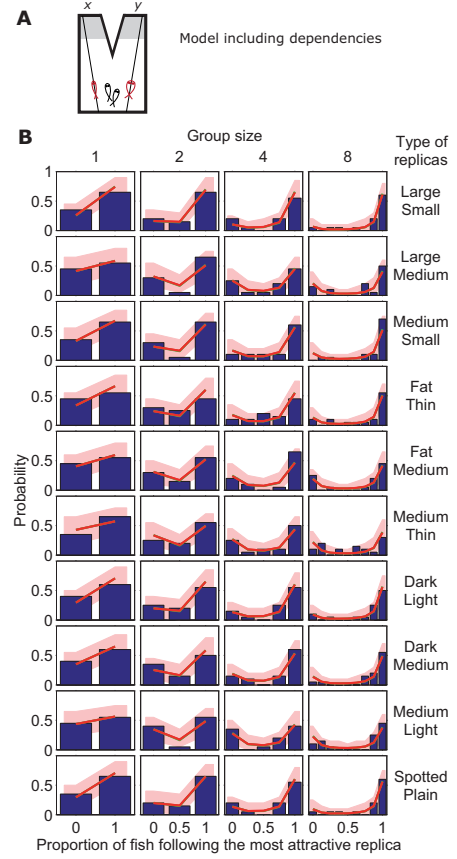 A
x y
Model including dependencies
B
Group size
Type of
replicas
1 2 4 8
1
0.5
0
Large
Small
0.5
0
Large
Medium
0.5
0
Medium
Small
0.5
0
Fat
Thin
0.5
0
Fat
Medium
0.5
0
Medium
Thin
0.5
0
Dark
Light
0.5
0
Dark
Medium
0.5
0
Medium
Light
0.5
0
Spotted
Plain
Probability
0 1 0 0.5 1 0 0.5 1 0 0.5 1
Proportion of fish following the most attractive replica